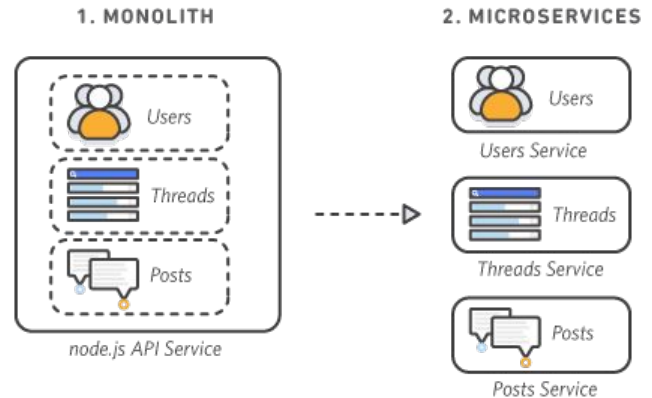 1. MONOLITH
Users
Threads
Posts
node.js API Service
2. MICROSERVICES
Users
Users Service
Threads
Threads Service
Posts
Posts Service